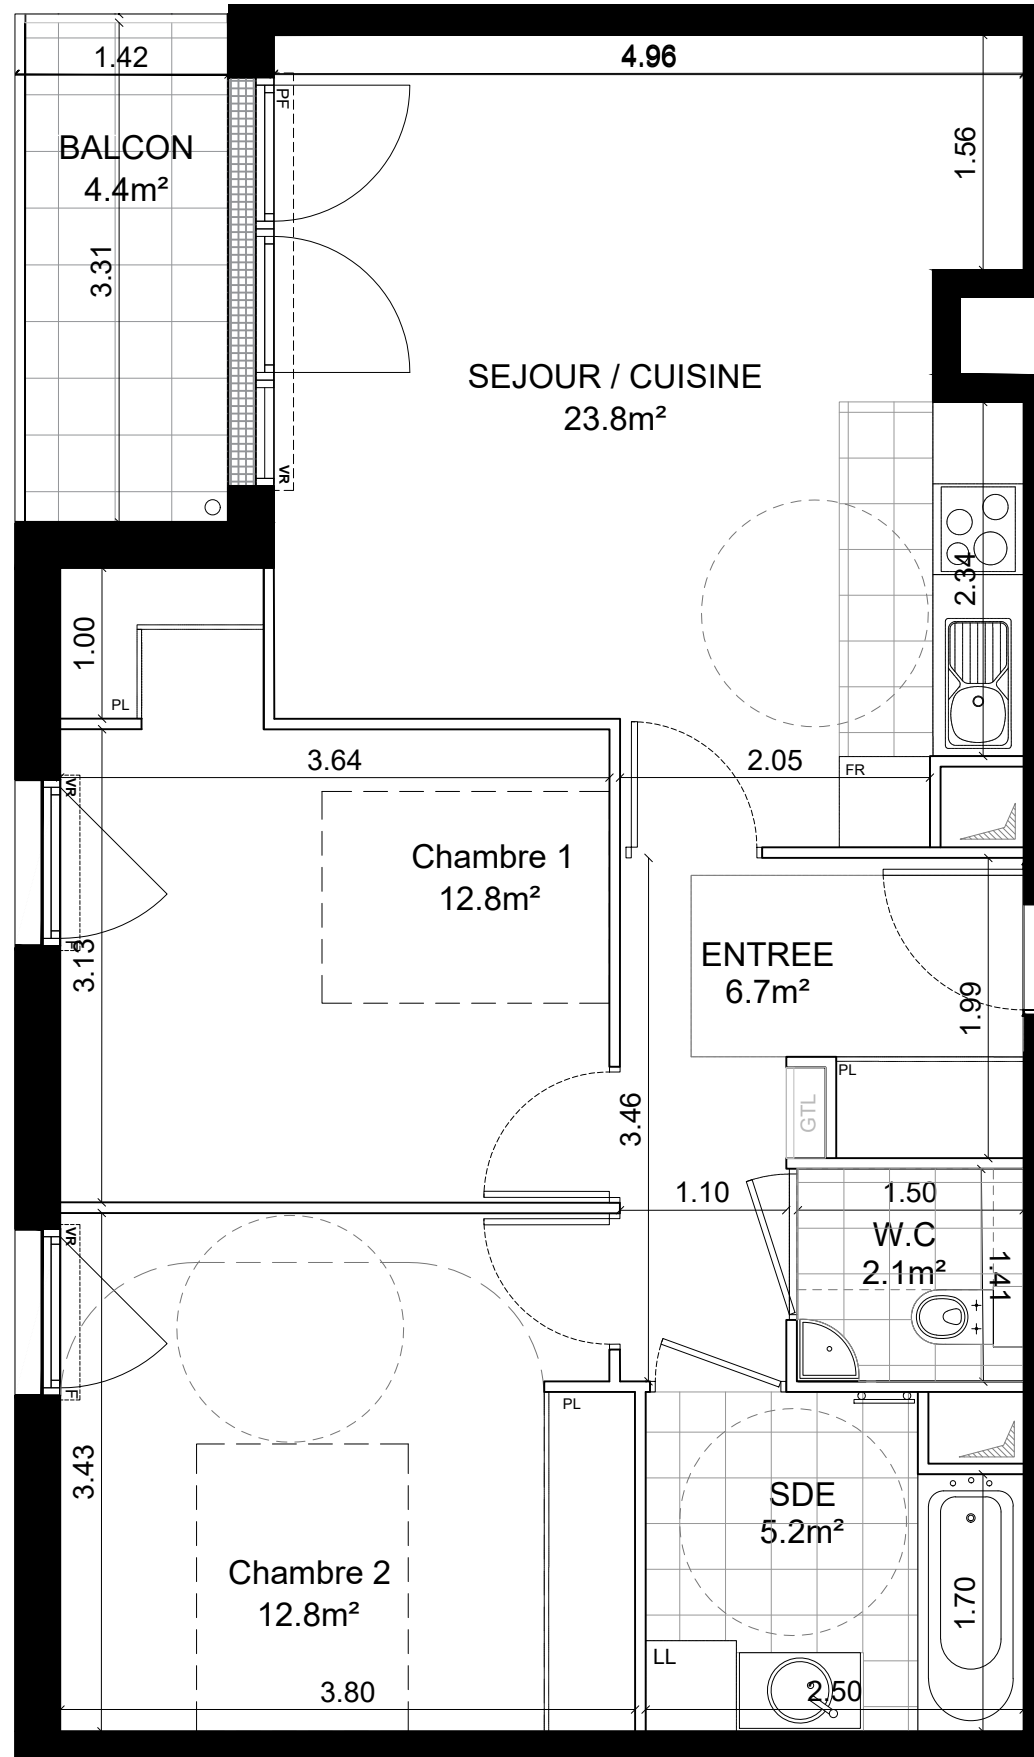 1.42
4.96
PF
BALCON
4.4m²
1.56
3.31
SEJOUR / CUISINE
23.8m²
VR
2.34
1.00
PL
3.64
2.05
FR
VR
Chambre 1
12.8m²
F
3.13
ENTREE
6.7m²
1.99
PL
GTL
3.46
1.10
1.50
W.C
2.1m²
1.41
VR
F
PL
3.43
SDE
5.2m²
Chambre 2
12.8m²
1.70
LL
3.80
2.50